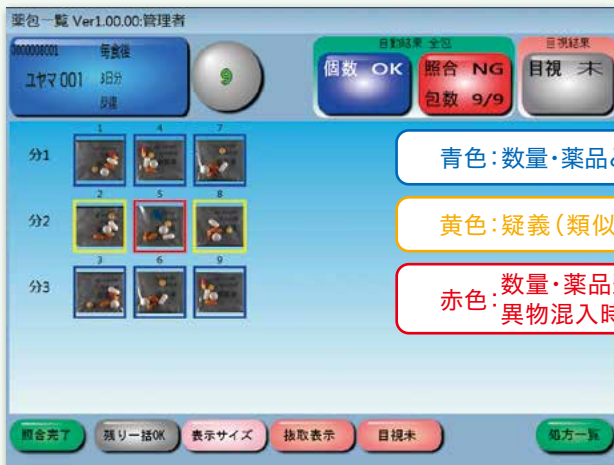 薬包一覧 Ver1.00.00:管理者
毎食後
ユヤマ 001 3日分
反復
9
自動結果 全包
個数 OK
照合 NG
包数 9/9
目視結果
目視 未
1 4 7
分1
2 5 8
分2
3 6 9
分3
青色：数量・薬品
黄色：疑義（類似
赤色：数量・薬品
異物混入時
照合完了
残り一括OK
表示サイズ
抜取表示
目視未
処方一覧